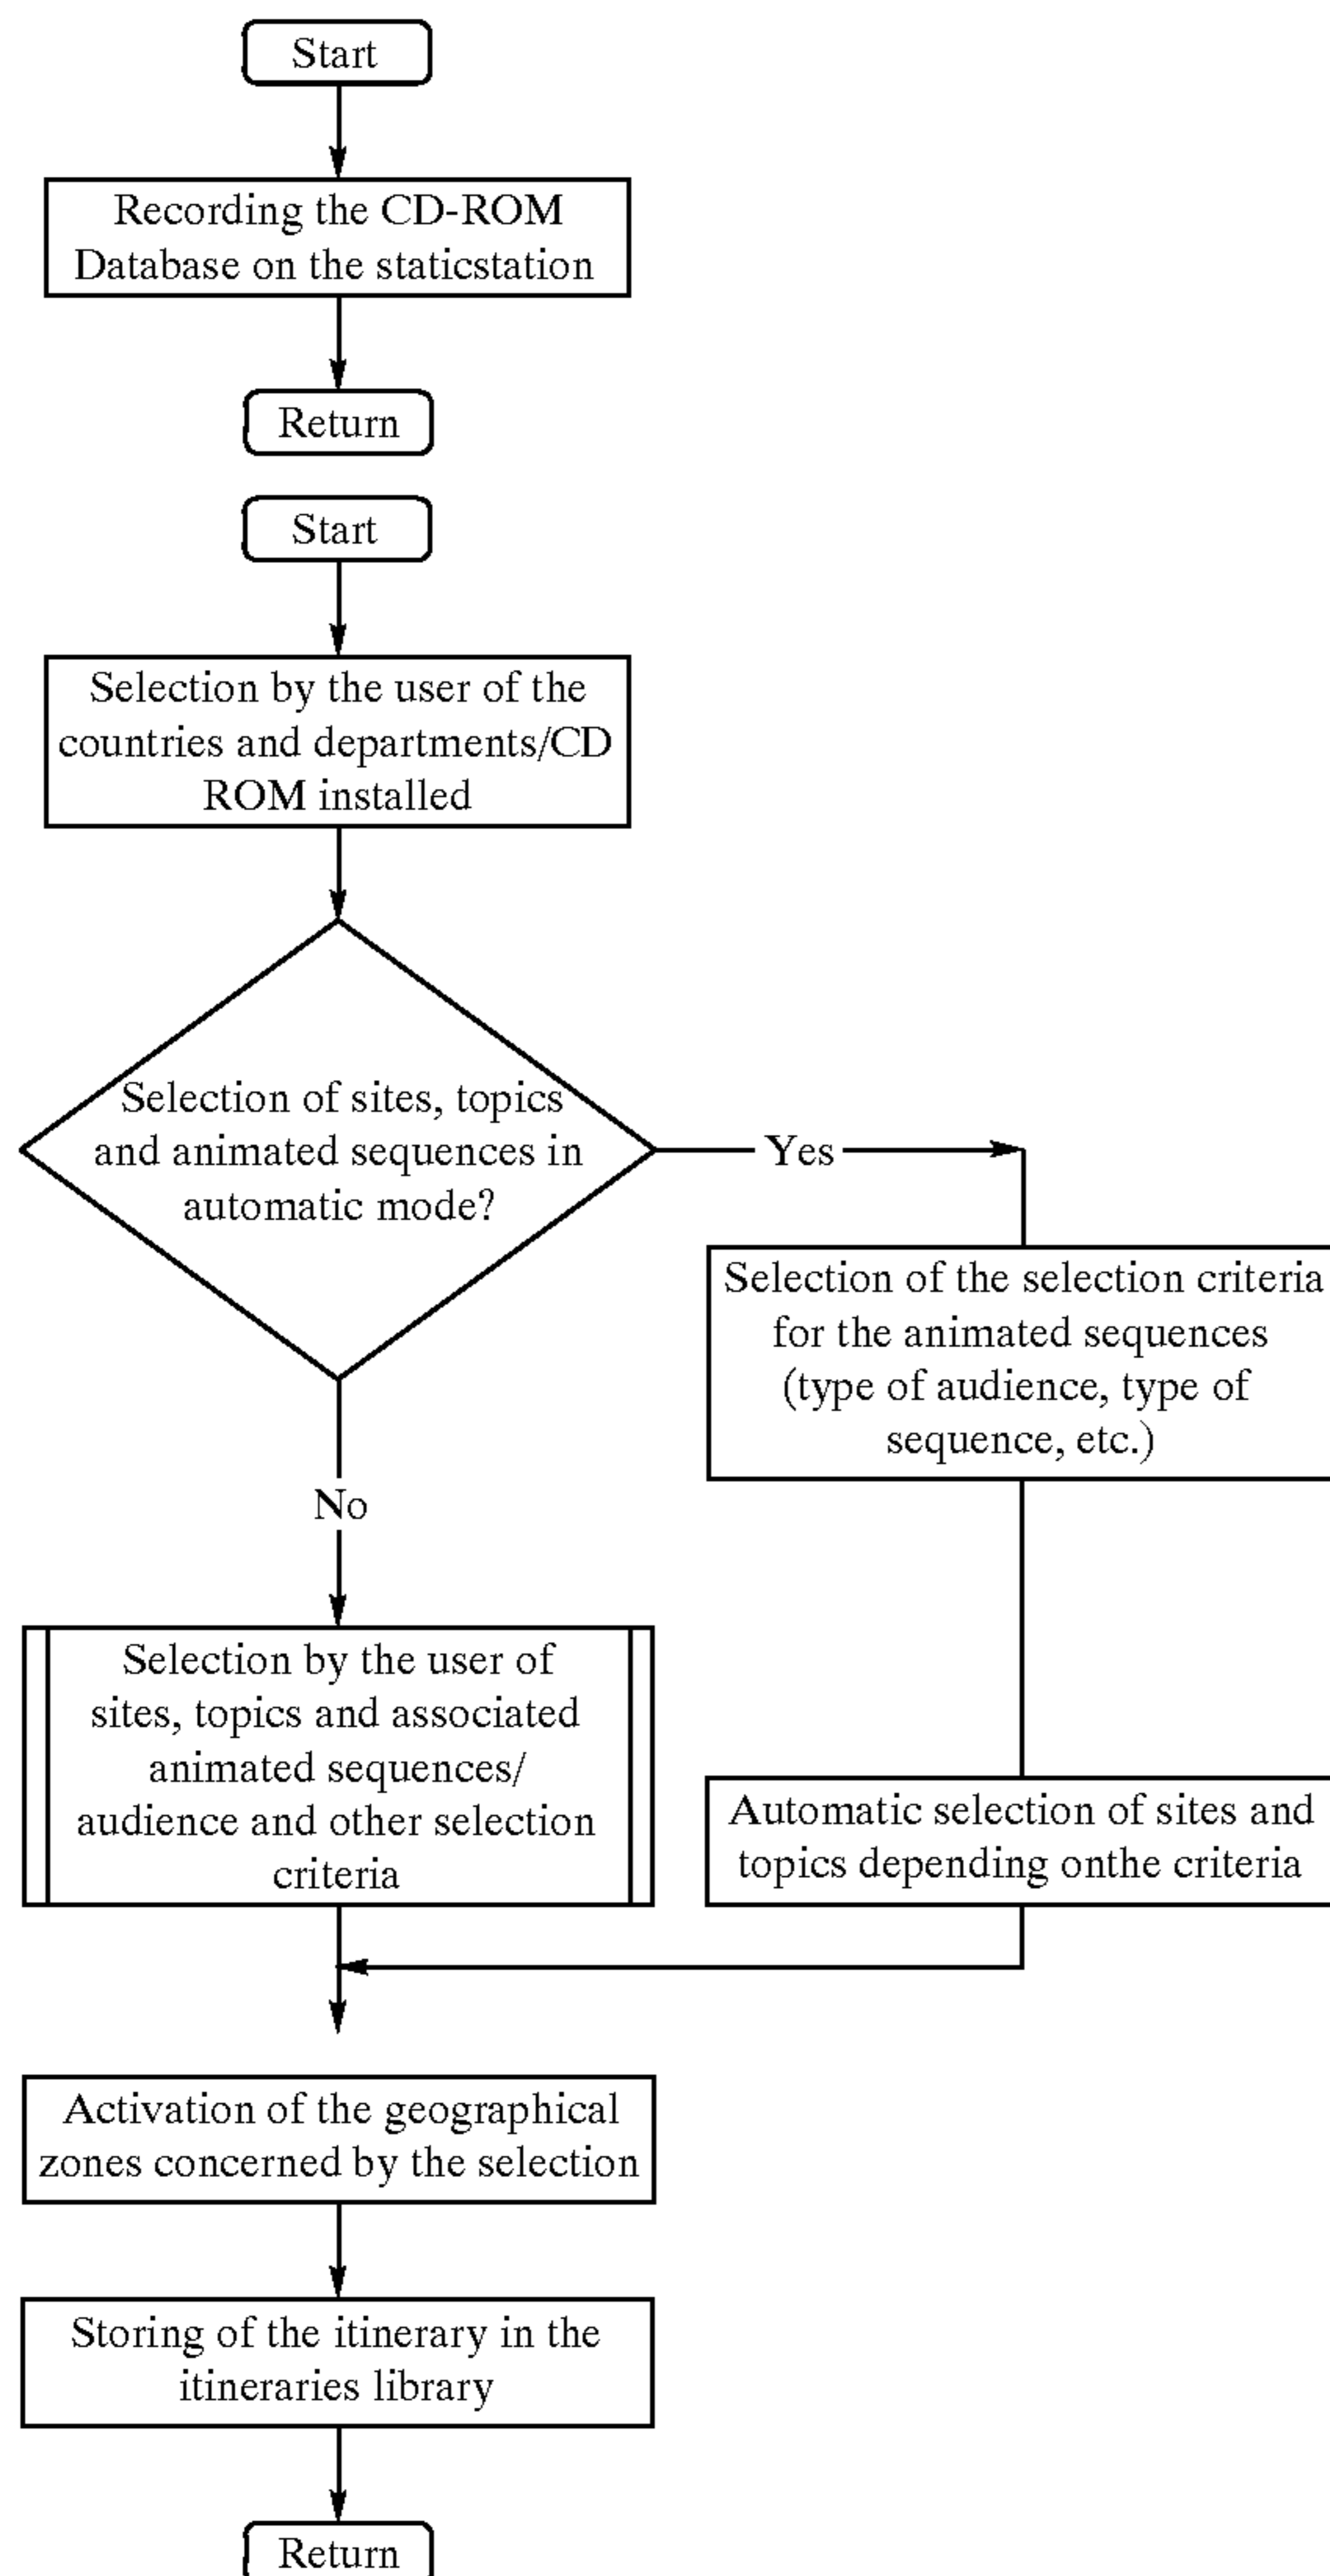 Start
Recording the CD-ROM
Database on the staticstation
Return
Start
Selection by the user of the
countries and departments/CD
ROM installed
Selection of sites, topics
and animated sequences in
automatic mode?
Yes
Selection of the selection criteria
for the animated sequences
(type of audience, type of
sequence, etc.)
No
Selection by the user of
sites, topics and associated
animated sequences/
audience and other selection
criteria
Automatic selection of sites and
topics depending onthe criteria
Activation of the geographical
zones concerned by the selection
Storing of the itinerary in the
itineraries library
Return